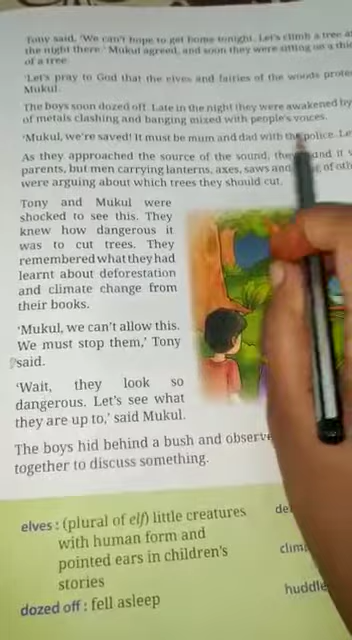 Tony said, 'We can't hope to get home tonight. Let's climb a tree
the night there.' Mukul agreed, and soon they were sitting on a
of a tree.
'Let's pray to God that the elves and fairies of the woods
Mukul.
The boys soon dozed off. Late in the night they were awakened by
of metals clashing and banging mixed with people's voices.
'Mukul, we're saved! It must be mum and dad with the police.
As they approached the source of the sound, they
parents, but men carrying lanterns, axes, saws and of
were arguing about which trees they should cut.
Tony and Mukul were
shocked to see this. They
knew how dangerous it
was to cut trees. They
remembered what they had
learnt about deforestation
and climate change from
their books.
'Mukul, we can't allow this.
We must stop them,' Tony
said.
'Wait, they look so
dangerous. Let's see what
they are up to,' said Mukul.
The boys hid behind a bush and
together to discuss something.
elves : (plural of elf) little creatures
with human form and
pointed ears in children's
stories
dozed off : fell asleep
huddle